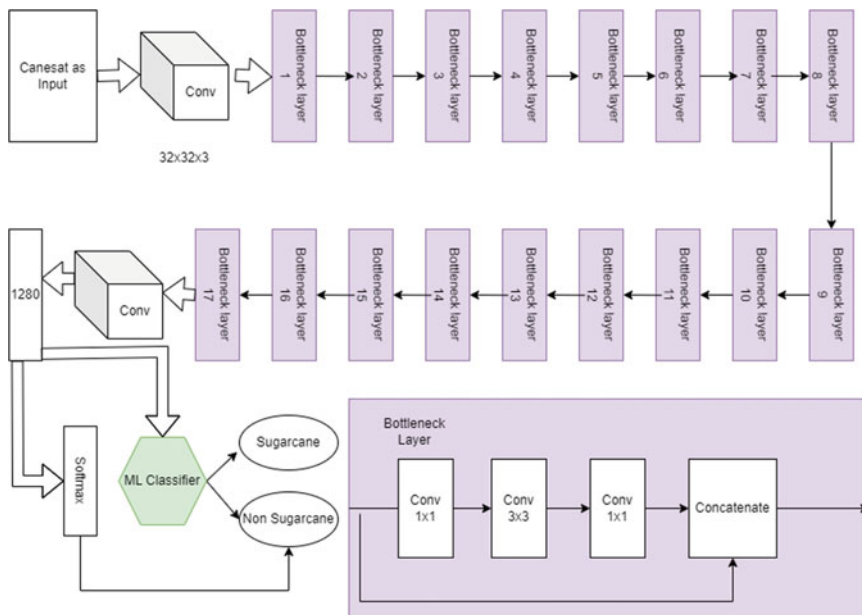 Canesat as
Input
Conv
32x32x3
Bottleneck layer
1
Bottleneck layer
2
Bottleneck layer
3
Bottleneck layer
4
Bottleneck layer
5
Bottleneck layer
6
Bottleneck layer
7
Bottleneck layer
8
Bottleneck layer
9
Bottleneck layer
10
Bottleneck layer
11
Bottleneck layer
12
Bottleneck layer
13
Bottleneck layer
14
Bottleneck layer
15
Bottleneck layer
16
Bottleneck layer
17
Conv
1280
Softmax
ML Classifier
Sugarcane
Non Sugarcane
Bottleneck
Layer
Conv
1x1
Conv
3x3
Conv
1x1
Concatenate